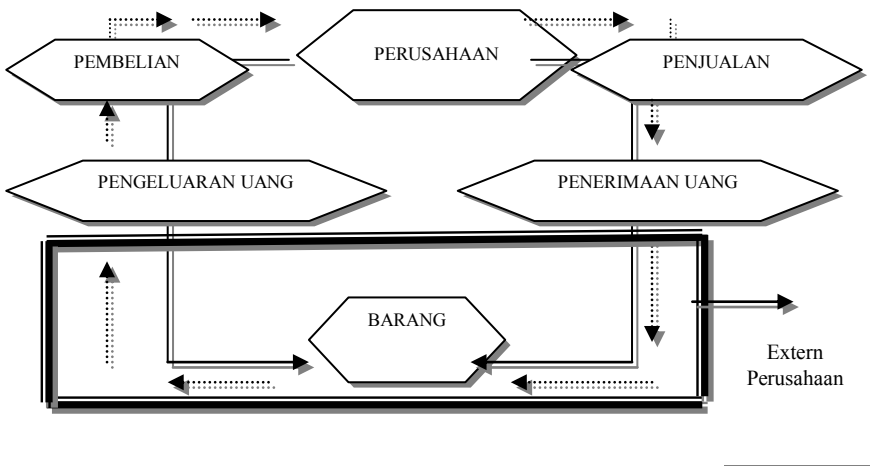 PEMBELIAN
PERUSAHAAN
PENJUALAN
PENGELUARAN UANG
PENERIMAAN UANG
BARANG
Extern
Perusahaan